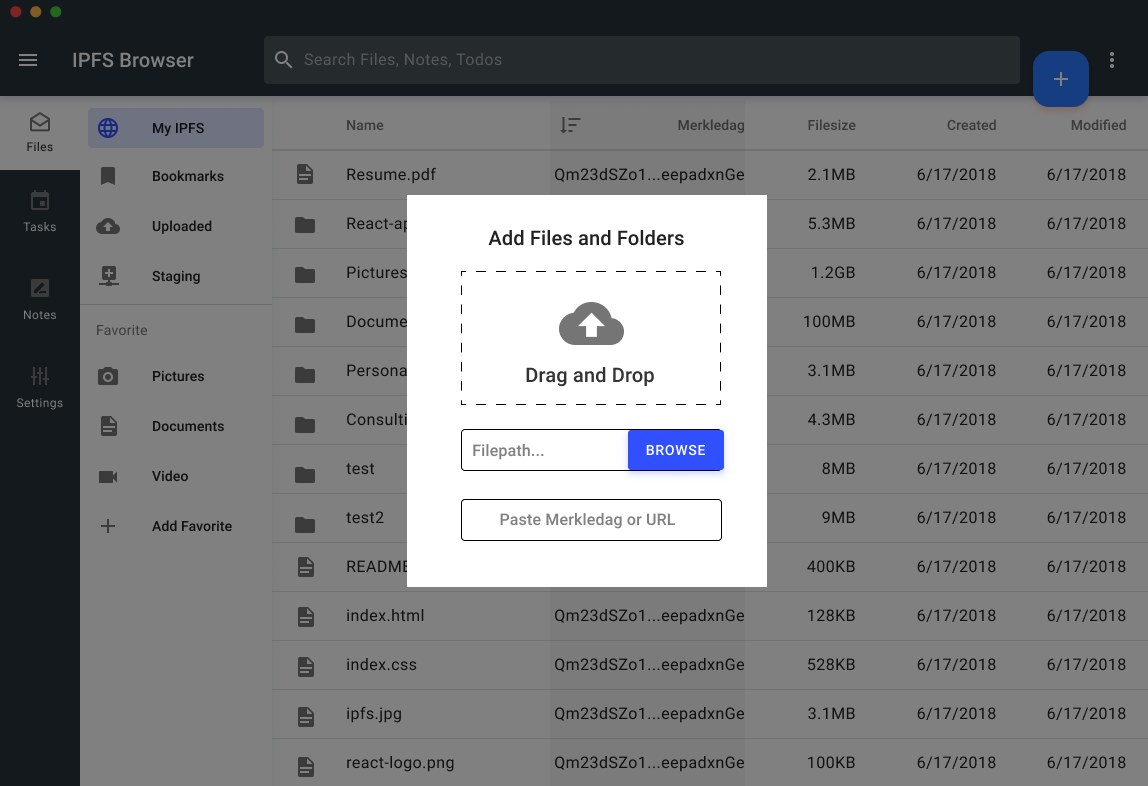 IPFS Browser
Search Files, Notes, Todos
Files
Tasks
Notes
Settings
My IPFS
Bookmarks
Uploaded
Staging
Favorite
Pictures
Documents
Video
Add Favorite
Name Merkledag Filesize Created Modified
Resume.pdf Qm23dSZo1...eepadxnGe 2.1MB 6/17/2018 6/17/2018
React-ap 5.3MB 6/17/2018 6/17/2018
Pictures 1.2GB 6/17/2018 6/17/2018
Docume 100MB 6/17/2018 6/17/2018
Persona 3.1MB 6/17/2018 6/17/2018
Consulti 4.3MB 6/17/2018 6/17/2018
test 8MB 6/17/2018 6/17/2018
test2 9MB 6/17/2018 6/17/2018
README 400KB 6/17/2018 6/17/2018
index.html Qm23dSZo1...eepadxnGe 128KB 6/17/2018 6/17/2018
index.css Qm23dSZo1...eepadxnGe 528KB 6/17/2018 6/17/2018
ipfs.jpg Qm23dSZo1...eepadxnGe 3.1MB 6/17/2018 6/17/2018
react-logo.png Qm23dSZo1...eepadxnGe 100KB 6/17/2018 6/17/2018
Add Files and Folders
Drag and Drop
Filepath... BROWSE
Paste Merkledag or URL